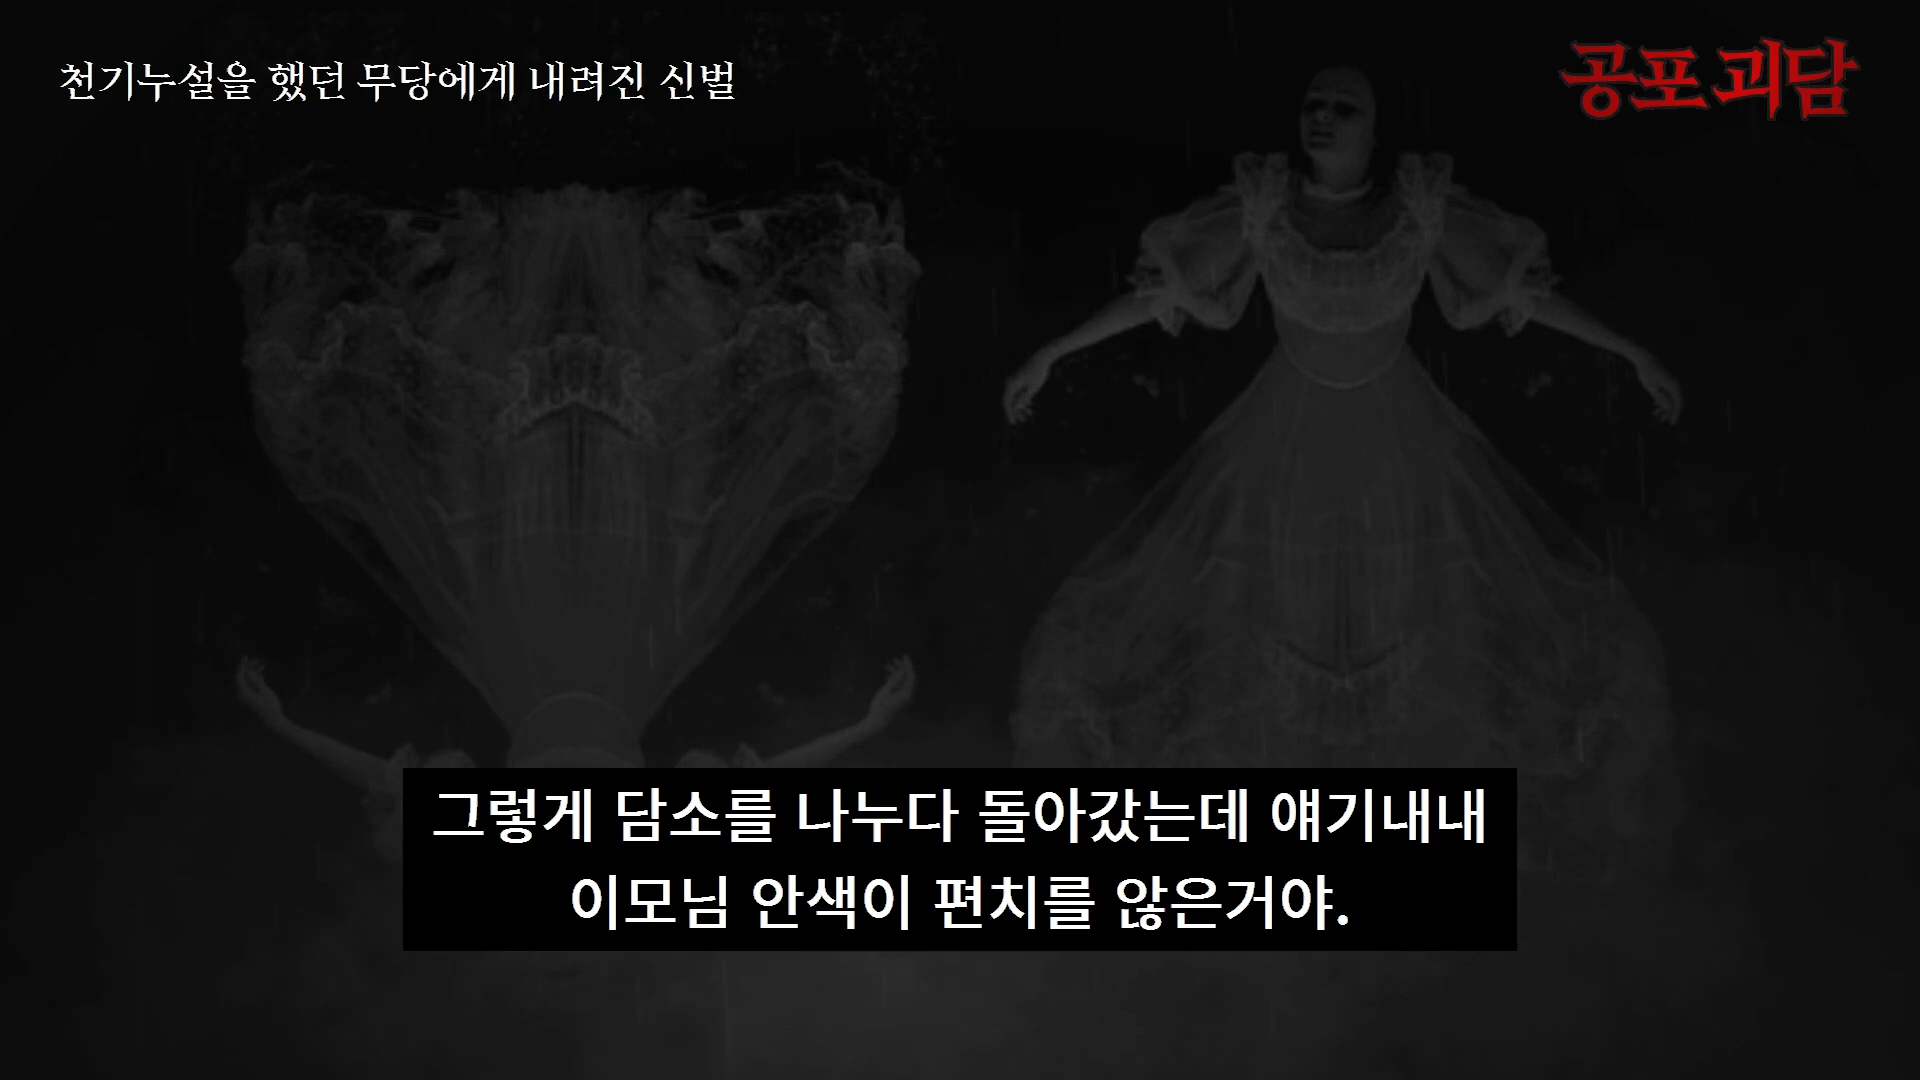 천기누설을 했던 무당에게 내려진 신벌
공포 괴담
그렇게 담소를 나누다 돌아갔는데 얘기내내
이모님 안색이 편치를 않은거야.